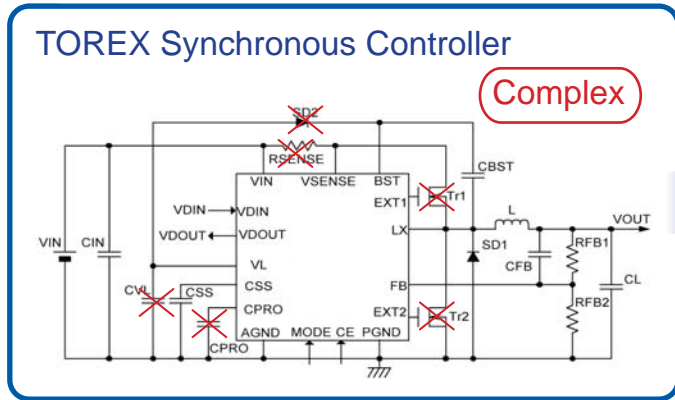 TOREX Synchronous Controller
Complex
SD2
RSENSE
CBST
VIN VSENSE BST
EXT1 Tr1
VDIN VDIN
L
VOUT
VDOUT VDOUT
LX
VIN CIN
SD1
CFB
RFB1
VL
CL
CVL CSS
CSS
FB
CPRO
EXT2 Tr2
RFB2
AGND MODE CE PGND
CPRO